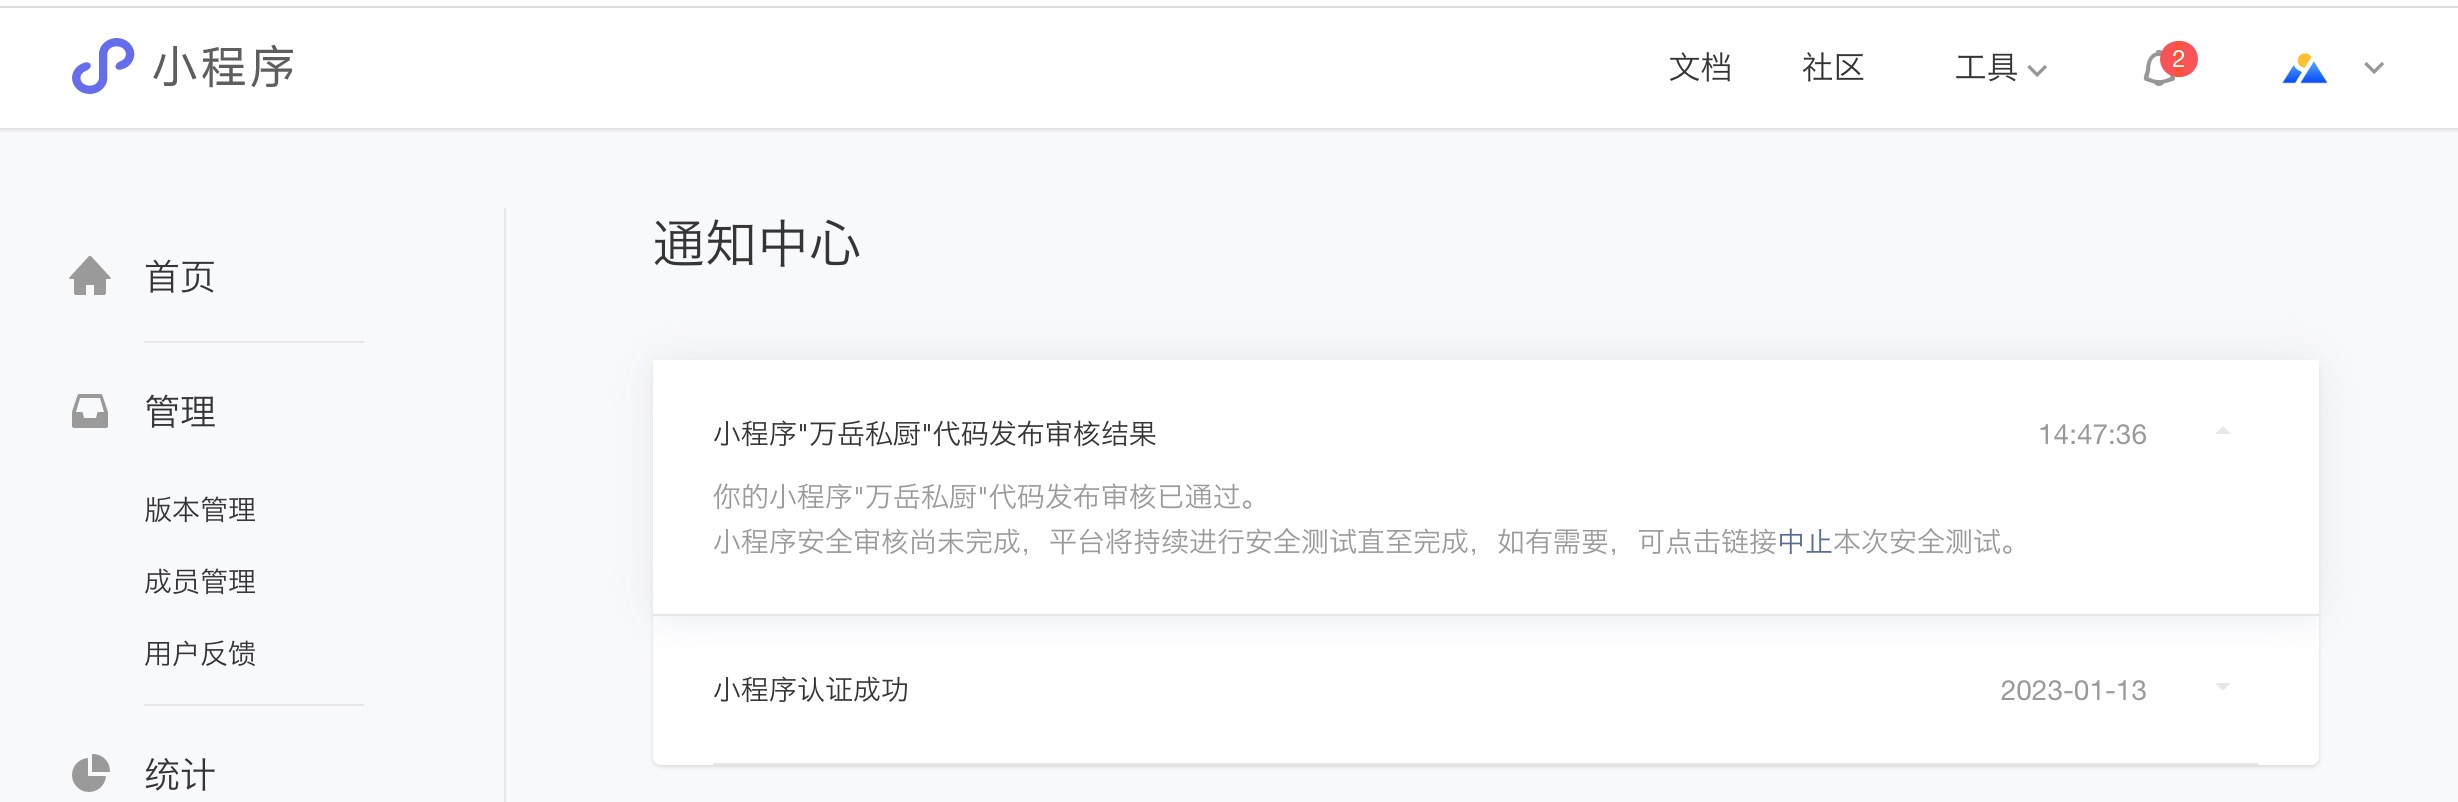 小程序
文档 社区 工具 2
通知中心
首页
管理
版本管理
成员管理
用户反馈
统计
小程序"万岳私厨"代码发布审核结果 14:47:36
你的小程序"万岳私厨"代码发布审核已通过。
小程序安全审核尚未完成，平台将持续进行安全测试直至完成，如有需要，可点击链接中止本次安全测试。
小程序认证成功 2023-01-13